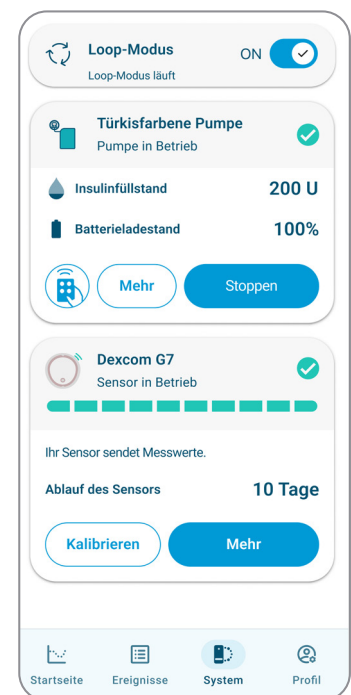 Loop-Modus
ON
Loop-Modus läuft
Türkisfarbene Pumpe
Pumpe in Betrieb
Insulinfüllstand 200 U
Batterieladestand 100%
Mehr Stoppen
Dexcom G7
Sensor in Betrieb
Ihr Sensor sendet Messwerte.
Ablauf des Sensors 10 Tage
Kalibrieren Mehr
Startseite Ereignisse System Profil